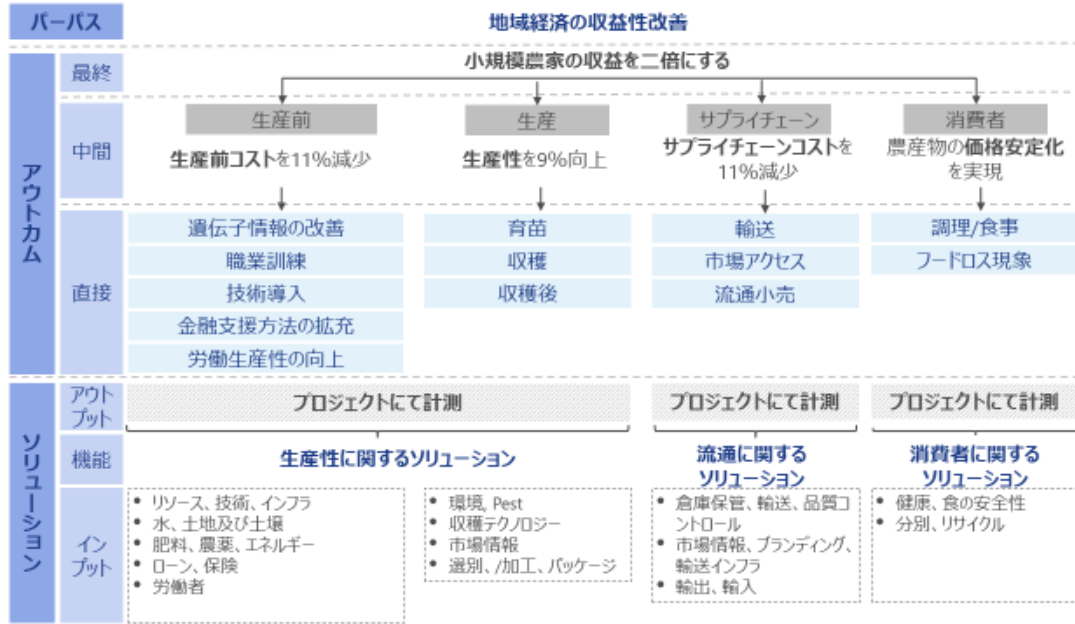 パーパス
地域経済の収益性改善
アウトカム
最終
小規模農家の収益を二倍にする
中間
生産前
生産前コストを11%減少
生産
生産性を9%向上
サプライチェーン
サプライチェーンコストを
11%減少
消費者
農産物の価格安定化
を実現
直接
遺伝子情報の改善
職業訓練
技術導入
金融支援方法の拡充
労働生産性の向上
育苗
収穫
収穫後
輸送
市場アクセス
流通小売
調理/食事
フードロス現象
ソリューション
アウト
プット
プロジェクトにて計測
プロジェクトにて計測
プロジェクトにて計測
機能
生産性に関するソリューション
流通に関する
ソリューション
消費者に関する
ソリューション
イン
プット
• リソース、技術、インフラ
• 水、土地及び土壌
• 肥料、農薬、エネルギー
• ローン、保険
• 労働者
• 環境, Pest
• 収穫テクノロジー
• 市場情報
• 選別、/加工、パッケージ
• 倉庫保管、輸送、品質コ
ントロール
• 市場情報、ブランディング、
輸送インフラ
• 輸出、輸入
• 健康、食の安全性
• 分別、リサイクル